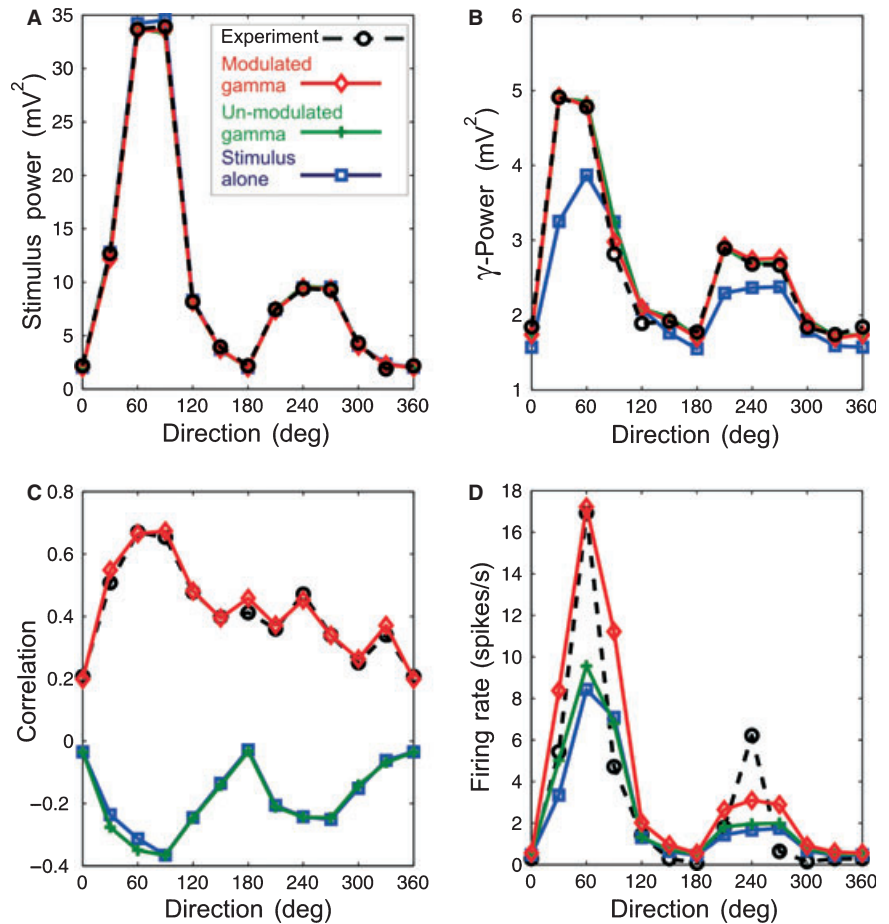 A
Stimulus power (mV²)
35
30
25
20
15
10
5
0
0 60 120 180 240 300 360
Direction (deg)
Experiment
Modulated
gamma
Un-modulated
gamma
Stimulus
alone
B
γ-Power (mV²)
6
5
4
3
2
1
0 60 120 180 240 300 360
Direction (deg)
C
Correlation
0.8
0.6
0.4
0.2
0
−0.2
−0.4
0 60 120 180 240 300 360
Direction (deg)
D
Firing rate (spikes/s)
18
16
14
12
10
8
6
4
2
0
0 60 120 180 240 300 360
Direction (deg)